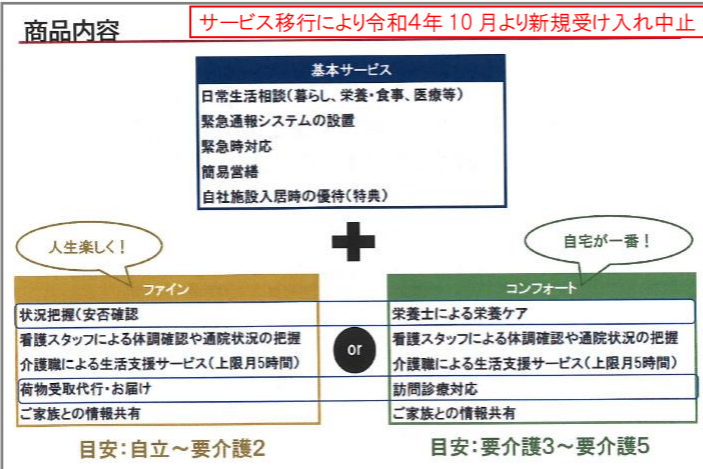 商品内容
サービス移行により令和4年10月より新規受け入れ中止
基本サービス
日常生活相談(暮らし、栄養・食事、医療等)
緊急通報システムの設置
緊急時対応
簡易営繕
自社施設入居時の優待(特典)
人生楽しく!
自宅が一番!
ファイン
状況把握(安否確認
看護スタッフによる体調確認や通院状況の把握
介護職による生活支援サービス(上限月5時間)
荷物受取代行・お届け
ご家族との情報共有
目安:自立~要介護2
or
コンフォート
栄養士による栄養ケア
看護スタッフによる体調確認や通院状況の把握
介護職による生活支援サービス(上限月5時間)
訪問診療対応
ご家族との情報共有
目安:要介護3~要介護5